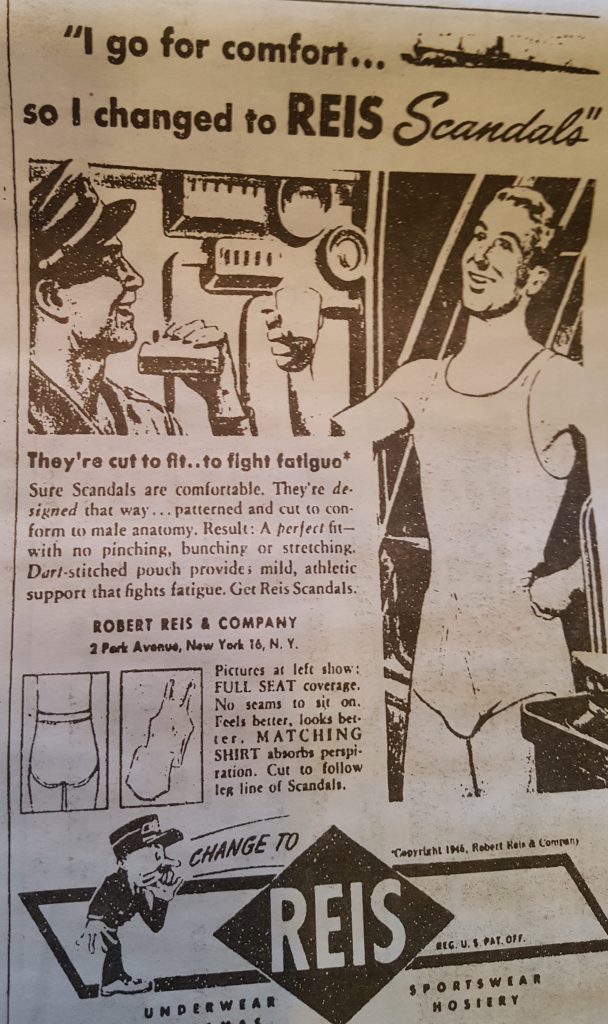 "I go for comfort...
so I changed to REIS Scandals"
They're cut to fit..to fight fatigue*
Sure Scandals are comfortable. They're de-
signed that way...patterned and cut to con-
form to male anatomy. Result: A perfect fit—
with no pinching, bunching or stretching.
Dart-stitched pouch provides mild, athletic
support that fights fatigue. Get Reis Scandals.
ROBERT REIS & COMPANY
2 Park Avenue, New York 16, N. Y.
Pictures at left show:
FULL SEAT coverage.
No seams to sit on.
Feels better, looks bet-
ter. MATCHING
SHIRT absorbs perspi-
ration. Cut to follow
leg line of Scandals.
CHANGE TO
*Copyright 1946, Robert Reis & Company
REIS
REG. U. S. PAT. OFF.
UNDERWEAR
SPORTSWEAR
HOSIERY